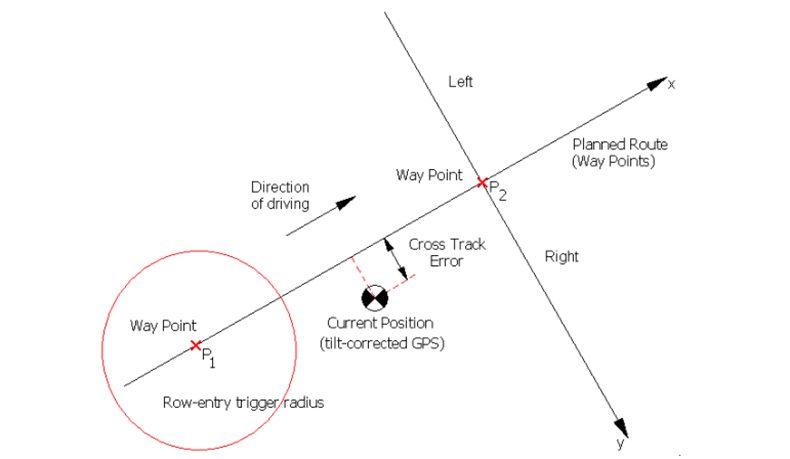 Left
x
Planned Route
(Way Points)
Way Point
P2
Direction
of driving
Cross Track
Error
Right
Current Position
(tilt-corrected GPS)
Way Point
P1
Row-entry trigger radius
y